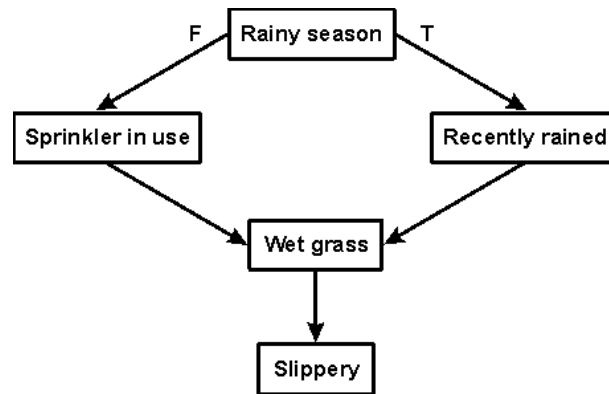 F
Rainy season
T
Sprinkler in use
Recently rained
Wet grass
Slippery